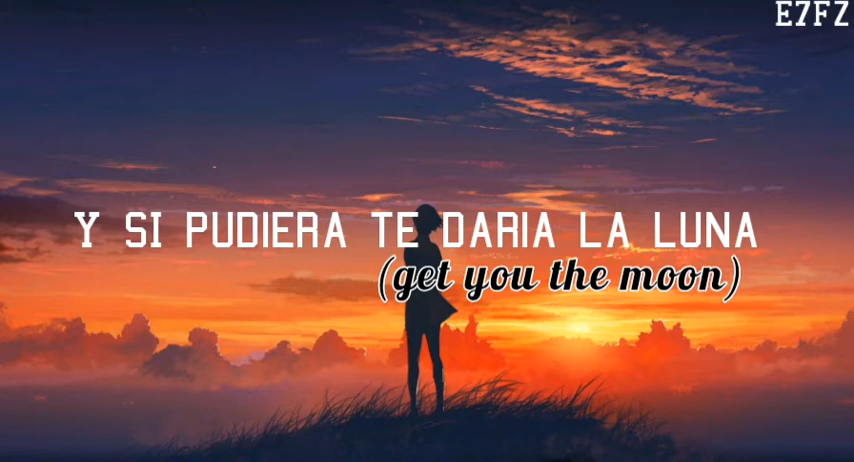 E7FZ
Y SI PUDIERA TE DARIA LA LUNA
(get you the moon)